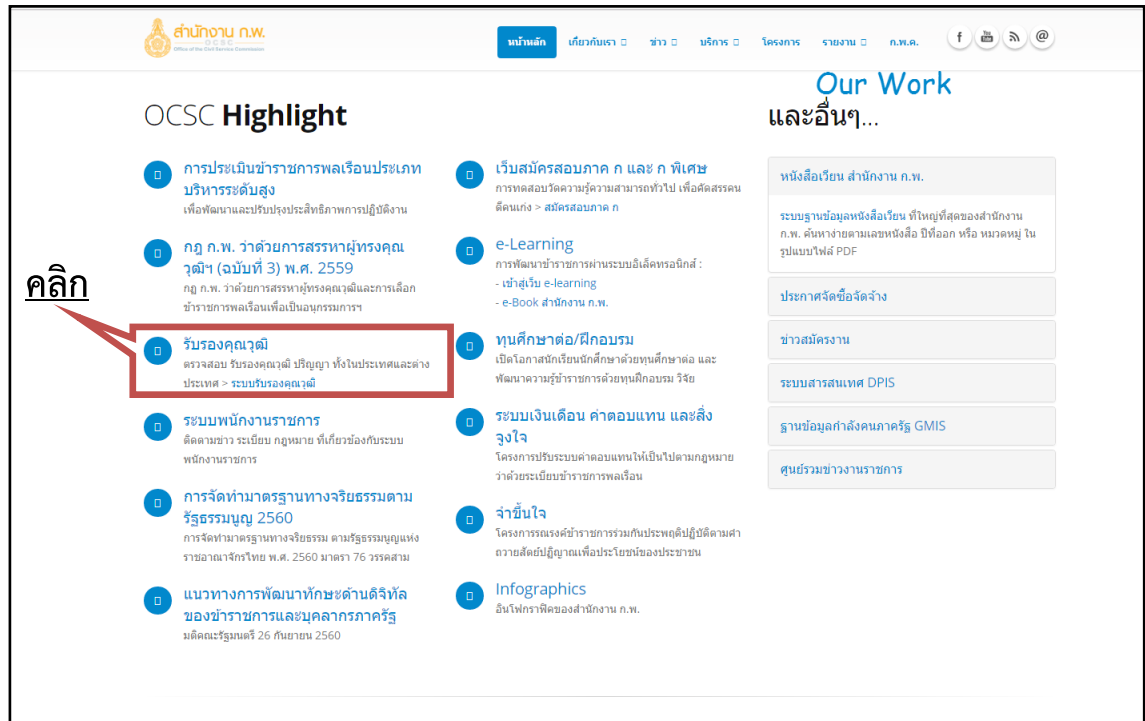 สำนักงาน ก.พ.
OCSC
Office of the Civil Service Commission
หน้าหลัก เกี่ยวกับเรา ข่าว บริการ โครงการ รายงาน ก.พ.ค.
f You Tube @
OCSC Highlight
การประเมินข้าราชการพลเรือนประเภท
บริหารระดับสูง
เพื่อพัฒนาและปรับปรุงประสิทธิภาพการปฏิบัติงาน
กฎ ก.พ. ว่าด้วยการสรรหาผู้ทรงคุณ
วุฒิฯ (ฉบับที่ 3) พ.ศ. 2559
กฎ ก.พ. ว่าด้วยการสรรหาผู้ทรงคุณวุฒิและการเลือก
ข้าราชการพลเรือนเพื่อเป็นอนุกรรมการฯ
คลิก
รับรองคุณวุฒิ
ตรวจสอบ รับรองคุณวุฒิ ปริญญา ทั้งในประเทศและต่าง
ประเทศ > ระบบรับรองคุณวุฒิ
ระบบพนักงานราชการ
ติดตามข่าว ระเบียบ กฎหมาย ที่เกี่ยวข้องกับระบบ
พนักงานราชการ
การจัดทำมาตรฐานทางจริยธรรมตาม
รัฐธรรมนูญ 2560
การจัดทำมาตรฐานทางจริยธรรม ตามรัฐธรรมนูญแห่ง
ราชอาณาจักรไทย พ.ศ. 2560 มาตรา 76 วรรคสาม
แนวทางการพัฒนาทักษะด้านดิจิทัล
ของข้าราชการและบุคลากรภาครัฐ
มติคณะรัฐมนตรี 26 กันยายน 2560
เว็บสมัครสอบภาค ก และ ก พิเศษ
การทดสอบวัดความรู้ความสามารถทั่วไป เพื่อคัดสรรคน
ดีคนเก่ง > สมัครสอบภาค ก
e-Learning
การพัฒนาข้าราชการผ่านระบบอิเล็คทรอนิกส์ :
- เข้าสู่เว็บ e-learning
- e-Book สำนักงาน ก.พ.
ทุนศึกษาต่อ/ฝึกอบรม
เปิดโอกาสนักเรียนนักศึกษาด้วยทุนศึกษาต่อ และ
พัฒนาความรู้ข้าราชการด้วยทุนฝึกอบรม วิจัย
ระบบเงินเดือน ค่าตอบแทน และสิ่ง
จูงใจ
โครงการปรับระบบค่าตอบแทนให้เป็นไปตามกฎหมาย
ว่าด้วยระเบียบข้าราชการพลเรือน
จำขึ้นใจ
โครงการรณรงค์ข้าราชการร่วมกันประพฤติปฏิบัติตามคำ
ถวายสัตย์ปฏิญาณเพื่อประโยชน์ของประชาชน
Infographics
อินโฟกราฟิคของสำนักงาน ก.พ.
Our Work
และอื่นๆ...
หนังสือเวียน สำนักงาน ก.พ.
ระบบฐานข้อมูลหนังสือเวียน ที่ใหญ่ที่สุดของสำนักงาน
ก.พ. ค้นหาง่ายตามเลขหนังสือ ปีที่ออก หรือ หมวดหมู่ ใน
รูปแบบไฟล์ PDF
ประกาศจัดซื้อจัดจ้าง
ข่าวสมัครงาน
ระบบสารสนเทศ DPIS
ฐานข้อมูลกำลังคนภาครัฐ GMIS
ศูนย์รวมข่าวงานราชการ